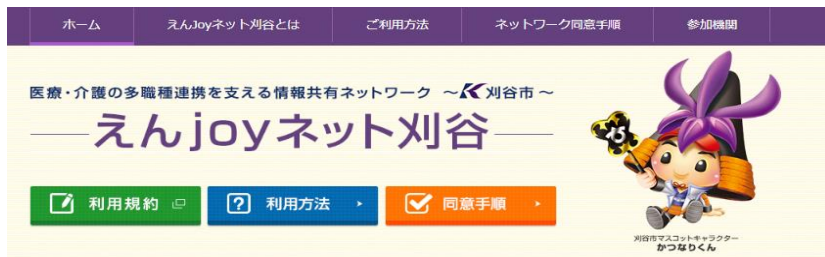 ホーム えんJoyネット刈谷とは ご利用方法 ネットワーク同意手順 参加機関
医療・介護の多職種連携を支える情報共有ネットワーク ～K刈谷市～
えんjoyネット刈谷
利用規約 利用方法 同意手順
刈谷市マスコットキャラクター
かつなりくん